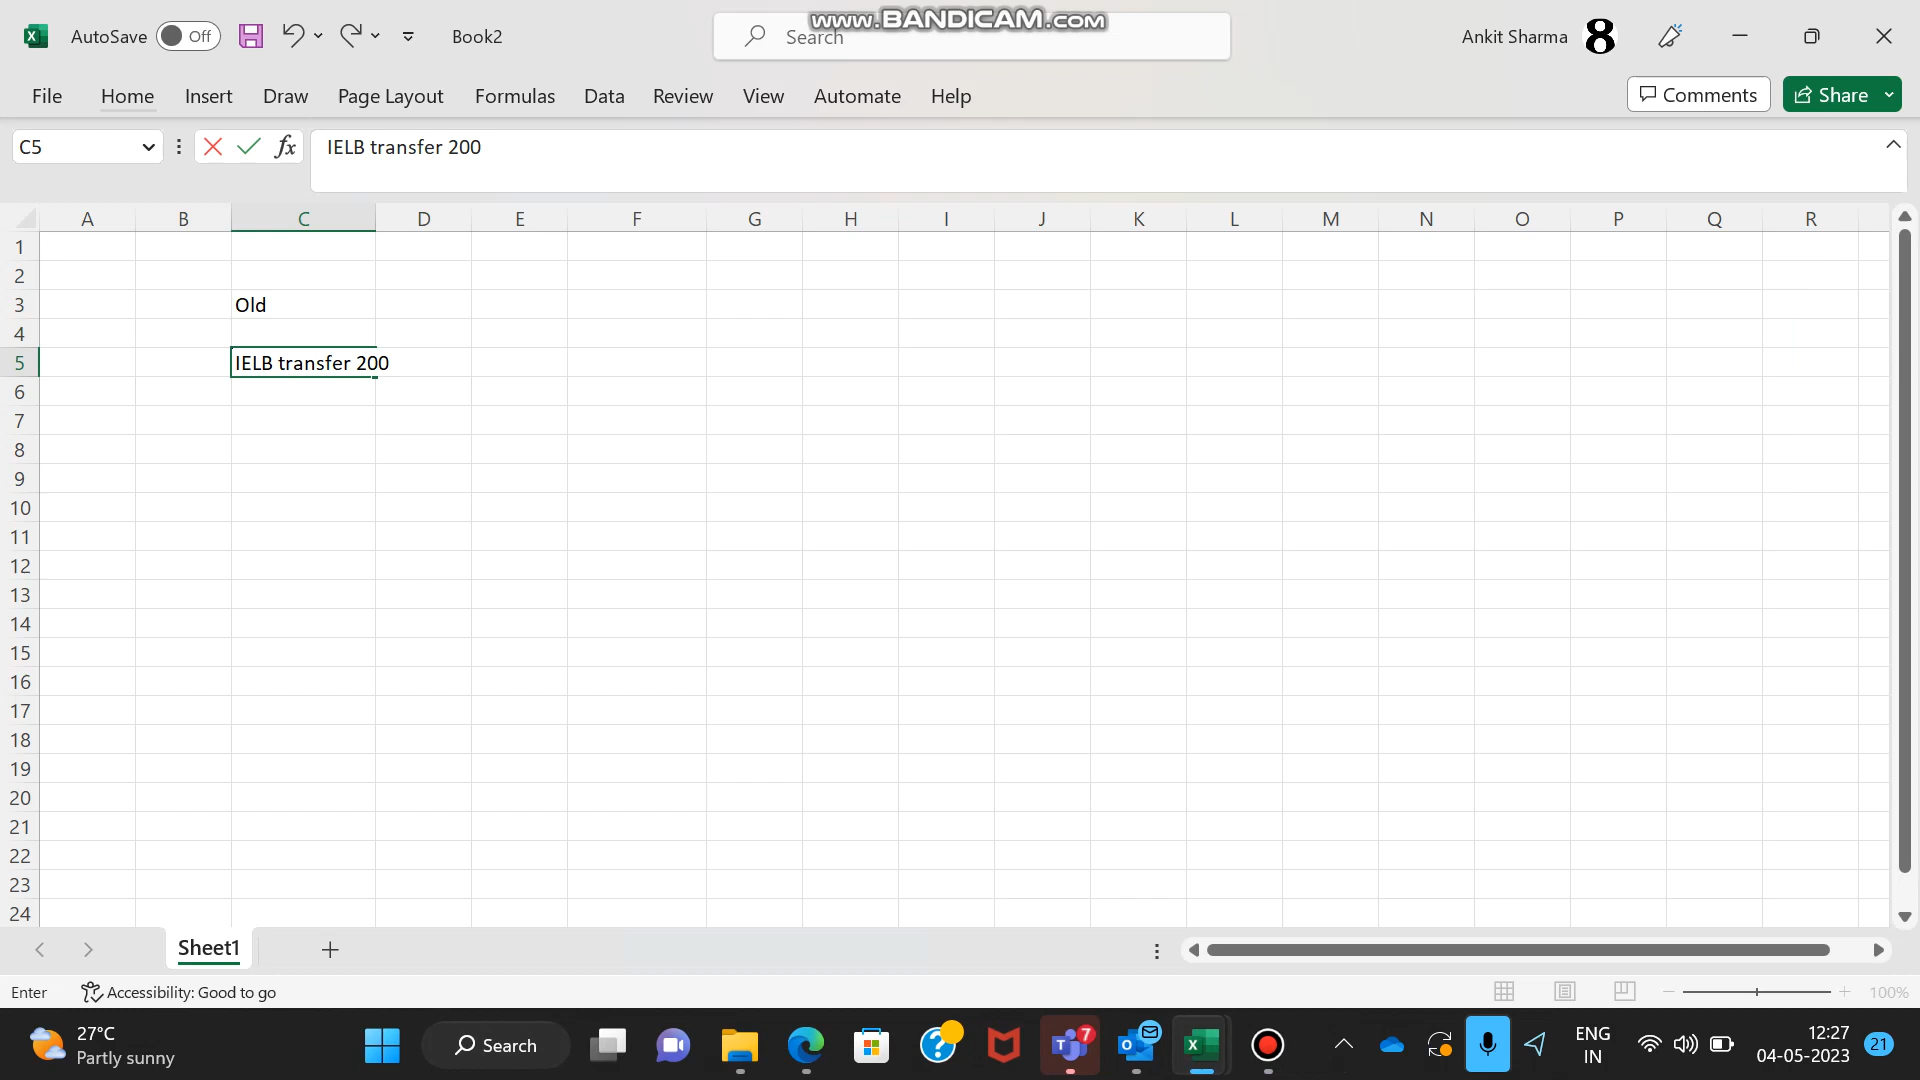 www.BANDICAM.com
AutoSave Off Book2 Search Ankit Sharma
File Home Insert Draw Page Layout Formulas Data Review View Automate Help Comments Share
C5 fx IELB transfer 200
A B C D E F G H I J K L M N O P Q R
1
2
3 Old
4
5 IELB transfer 200
6
7
8
9
10
11
12
13
14
15
16
17
18
19
20
21
22
23
24
Sheet1
Enter Accessibility: Good to go 100%
27°C
Partly sunny
Search
7
ENG
IN
12:27
04-05-2023
21